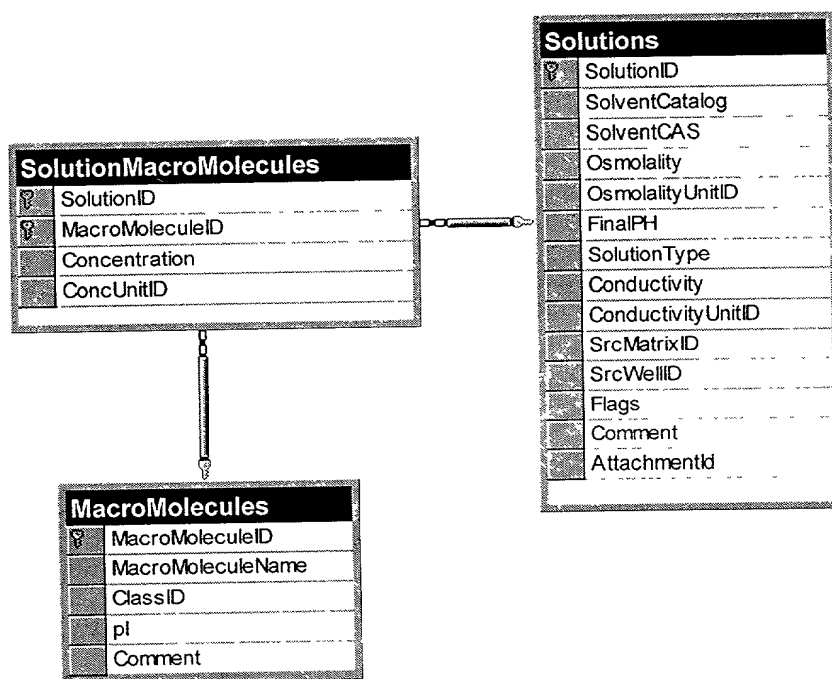 Solutions
SolutionID
SolventCatalog
SolventCAS
Osmolality
OsmolalityUnitID
FinalPH
SolutionType
Conductivity
ConductivityUnitID
SrcMatrixID
SrcWellID
Flags
Comment
AttachmentId
SolutionMacroMolecules
SolutionID
MacroMoleculeID
Concentration
ConcUnitID
MacroMolecules
MacroMoleculeID
MacroMoleculeName
ClassID
pI
Comment